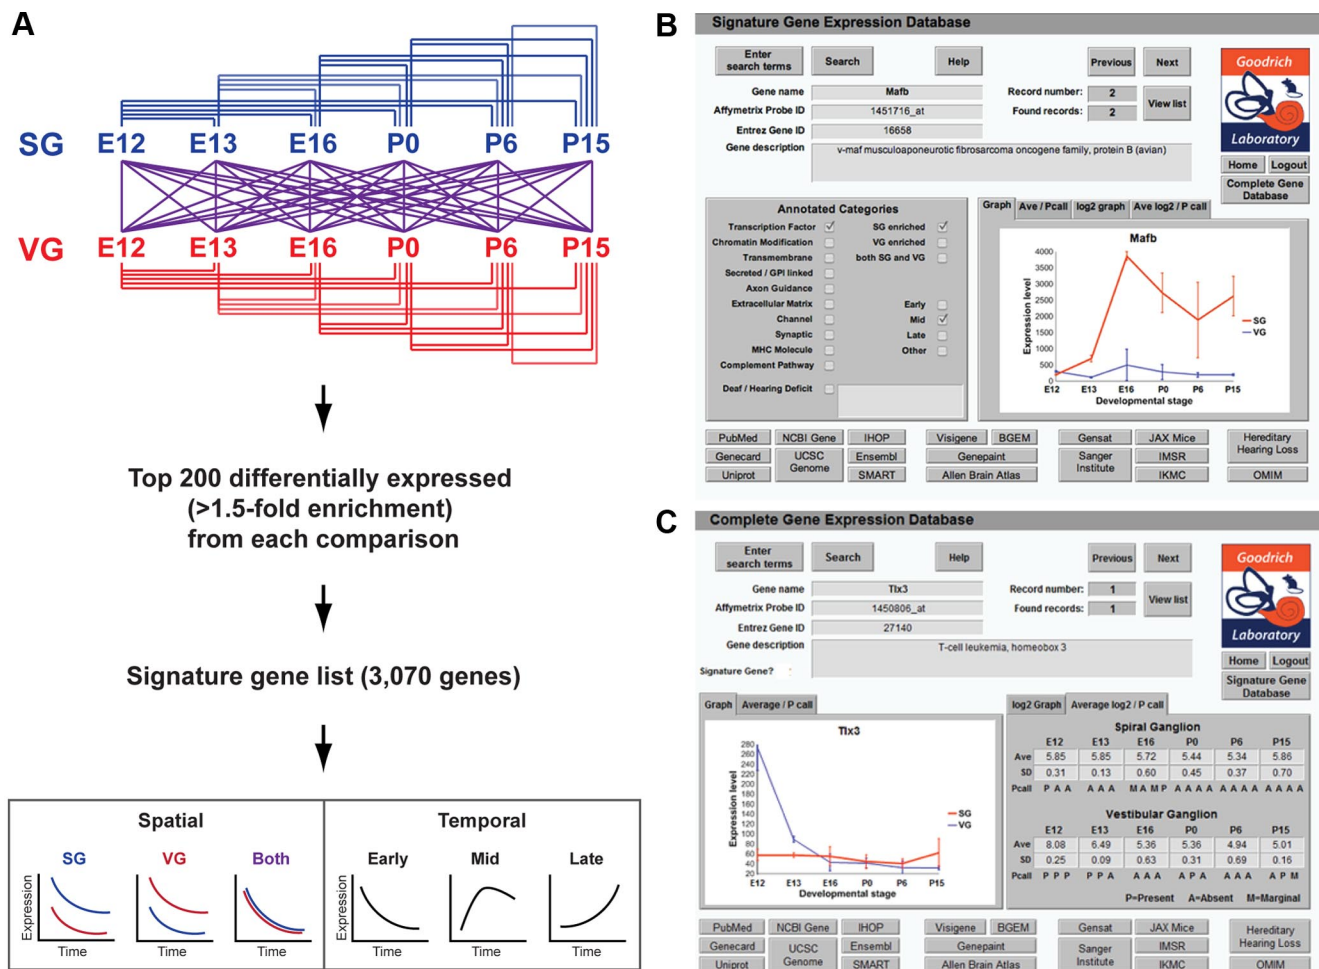 A
SG E12 E13 E16 P0 P6 P15
VG E12 E13 E16 P0 P6 P15
Top 200 differentially expressed
(>1.5-fold enrichment)
from each comparison
Signature gene list (3,070 genes)
Spatial Temporal
SG VG Both Early Mid Late
Expression Expression
Time Time Time Time Time Time
B
Signature Gene Expression Database
Enter search terms Search Help Previous Next
Gene name Mafb Record number: 2
Affymetrix Probe ID 1451716_at Found records: 2 View list
Entrez Gene ID 16658
Gene description v-maf musculoaponeurotic fibrosarcoma oncogene family, protein B (avian)
Goodrich
Laboratory
Home Logout
Complete Gene
Database
Annotated Categories
Transcription Factor SG enriched
Chromatin Modification VG enriched
Transmembrane both SG and VG
Secreted / GPI linked
Axon Guidance
Extracellular Matrix Early
Channel Mid
Synaptic Late
MHC Molecule Other
Complement Pathway
Deaf / Hearing Deficit
Graph Ave / Pcall log2 graph Ave log2 / P call
Mafb
Expression level
4000
3500
3000
2500
2000
1500
1000
500
0
E12 E13 E16 P0 P6 P15
Developmental stage
SG
VG
PubMed NCBI Gene IHOP Visigene BGEM Gensat JAX Mice Hereditary Hearing Loss
Genecard UCSC Genome Ensembl Genepaint Sanger Institute IMSR
Uniprot SMART Allen Brain Atlas IKMC OMIM
C
Complete Gene Expression Database
Enter search terms Search Help Previous Next
Gene name Tlx3 Record number: 1
Affymetrix Probe ID 1450806_at Found records: 1 View list
Entrez Gene ID 27140
Gene description T-cell leukemia, homeobox 3
Signature Gene?
Goodrich
Laboratory
Home Logout
Signature Gene
Database
Graph Average / P call
Tlx3
Expression level
280
260
240
220
200
180
160
140
120
100
80
60
40
20
E12 E13 E16 P0 P6 P15
Developmental stage
SG
VG
log2 Graph Average log2 / P call
Spiral Ganglion
E12 E13 E16 P0 P6 P15
Ave 5.85 5.85 5.72 5.44 5.34 5.86
SD 0.31 0.13 0.60 0.45 0.37 0.70
Pcall P A A A A A M A M P A A A A A A A A A A A A
Vestibular Ganglion
E12 E13 E16 P0 P6 P15
Ave 8.08 6.49 5.36 5.36 4.94 5.01
SD 0.25 0.09 0.63 0.31 0.69 0.16
Pcall P P P P P A A A A A P A A A A A P M
P=Present A=Absent M=Marginal
PubMed NCBI Gene IHOP Visigene BGEM Gensat JAX Mice Hereditary Hearing Loss
Genecard UCSC Genome Ensembl Genepaint Sanger Institute IMSR
Uniprot SMART Allen Brain Atlas IKMC OMIM